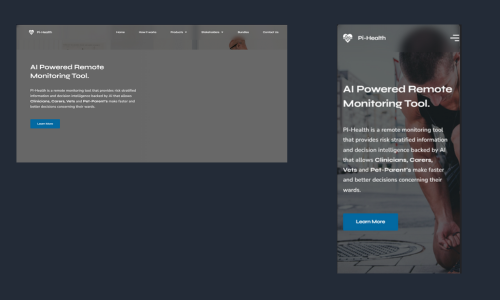 PI-Health
Home
How it works
Products
Stakeholders
Benefits
Contact Us
AI Powered Remote
Monitoring Tool.
PI-Health is a remote monitoring tool that provides risk-stratified
information and decision intelligence backed by AI that allows
Clinicians, Carers, Vets and Pet-Parent's make faster and
better decisions concerning their wards.
Learn More
PI-Health
AI Powered Remote
Monitoring Tool.
PI-Health is a remote monitoring tool
that provides risk-stratified information
and decision intelligence backed by AI
that allows Clinicians, Carers,
Vets and Pet-Parent's make faster
and better decisions concerning their
wards.
Learn More